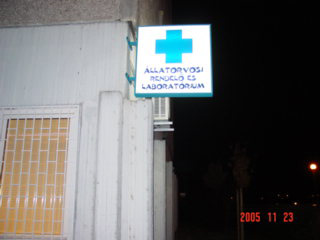 ÁLLATORVOSI
RENDELŐ ÉS
LABORATÓRIUM
2005 11 23